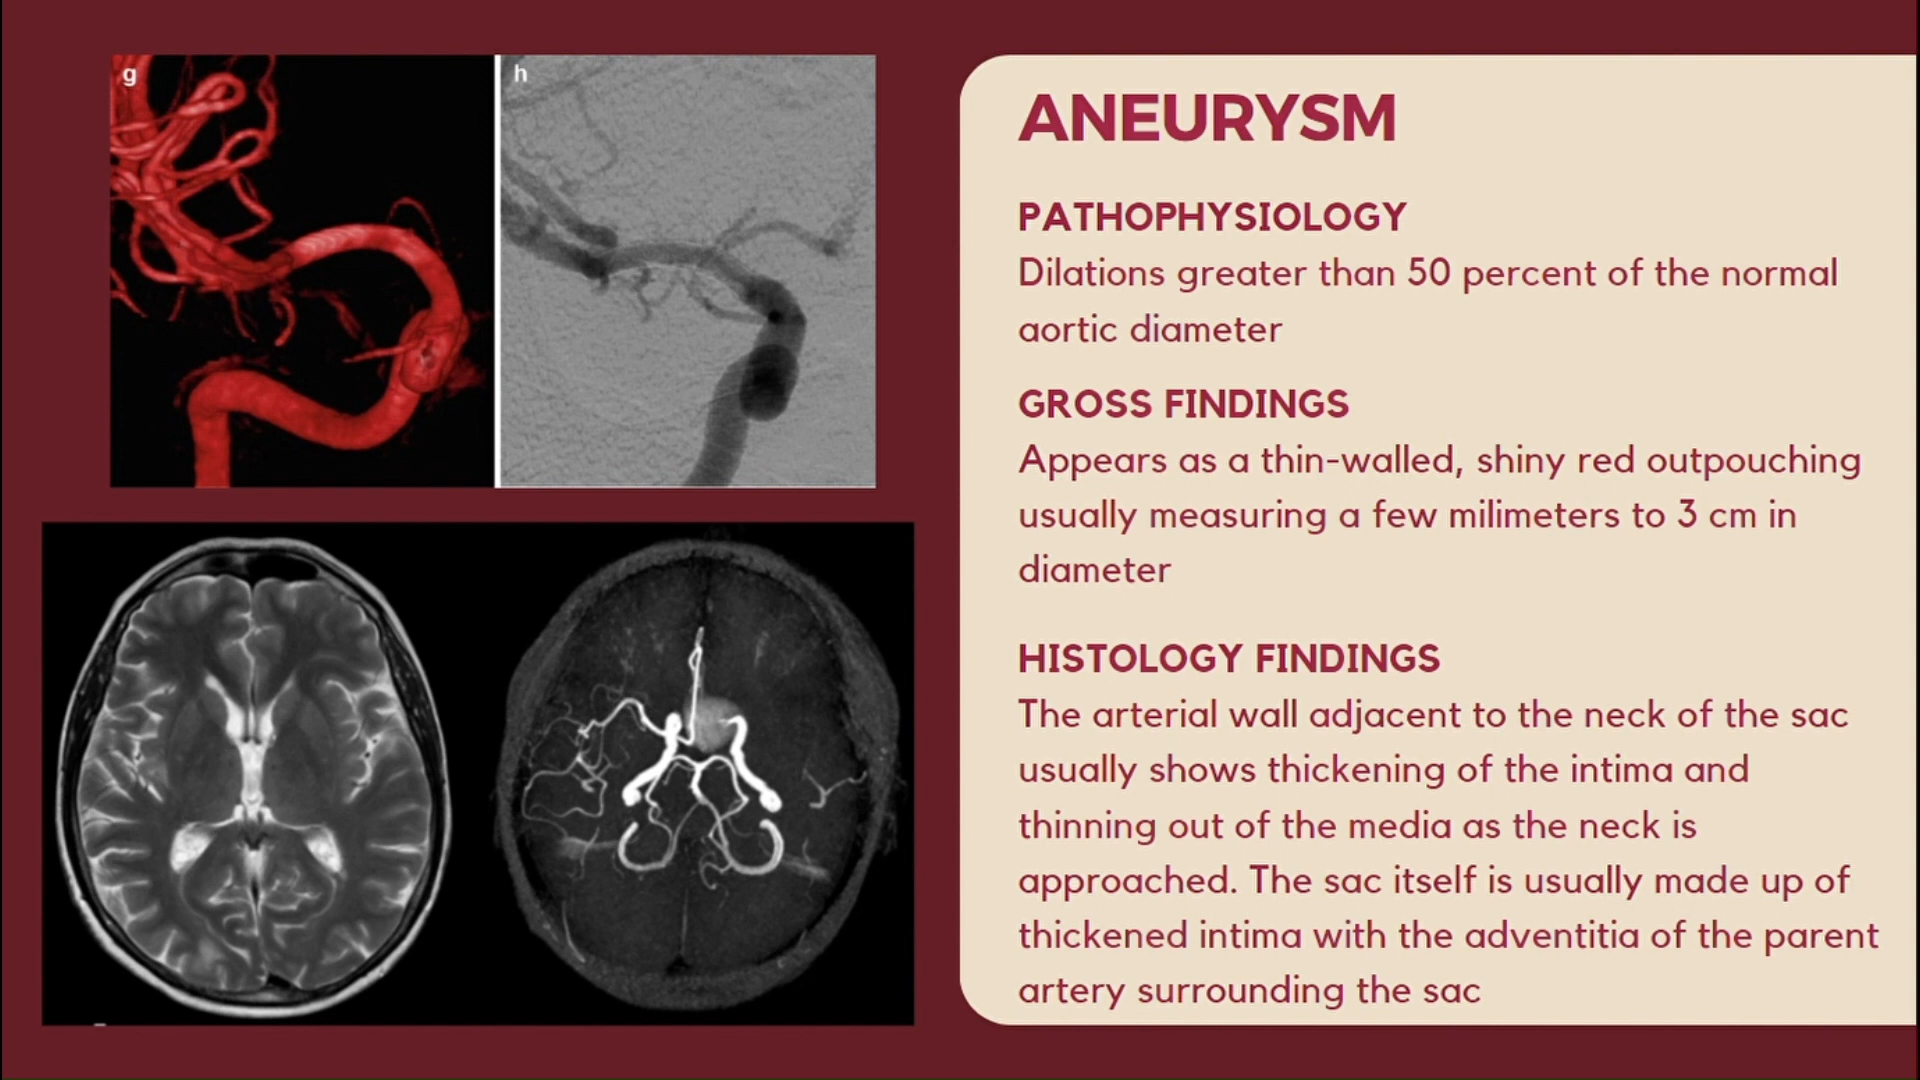 g
h
ANEURYSM
PATHOPHYSIOLOGY
Dilations greater than 50 percent of the normal
aortic diameter
GROSS FINDINGS
Appears as a thin-walled, shiny red outpouching
usually measuring a few milimeters to 3 cm in
diameter
HISTOLOGY FINDINGS
The arterial wall adjacent to the neck of the sac
usually shows thickening of the intima and
thinning out of the media as the neck is
approached. The sac itself is usually made up of
thickened intima with the adventitia of the parent
artery surrounding the sac